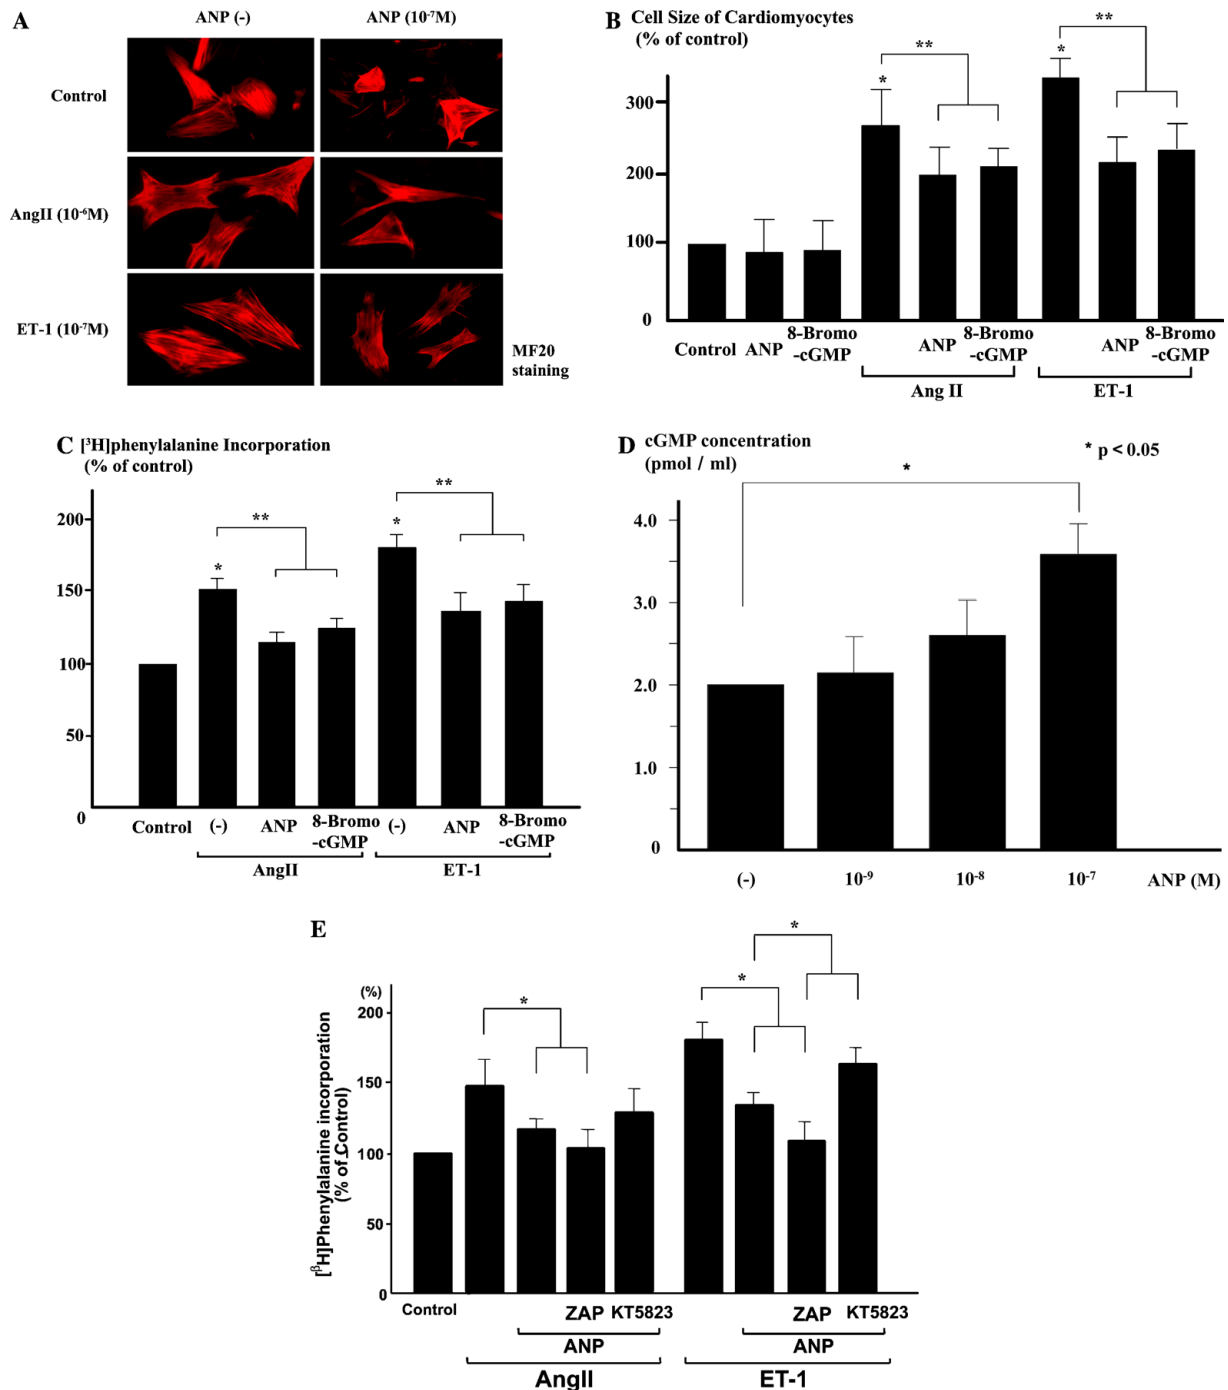 A
ANP (-)
ANP (10⁻⁷M)
Control
AngII (10⁻⁶M)
ET-1 (10⁻⁷M)
MF20
staining
B Cell Size of Cardiomyocytes
(% of control)
**
**
*
*
300
200
100
0
Control ANP 8-Bromo-cGMP ANP 8-Bromo-cGMP ANP 8-Bromo-cGMP
Ang II ET-1
C [³H]phenylalanine Incorporation
(% of control)
**
**
*
*
200
150
100
50
0
Control (-) ANP 8-Bromo-cGMP (-) ANP 8-Bromo-cGMP
AngII ET-1
D cGMP concentration
(pmol / ml)
* p < 0.05
*
4.0
3.0
2.0
1.0
0
(-) 10⁻⁹ 10⁻⁸ 10⁻⁷ ANP (M)
E
[βH]Phenylalanine incorporation
(% of Control)
(%)
*
*
*
200
150
100
50
0
Control ZAP KT5823 ZAP KT5823
ANP ANP
AngII ET-1